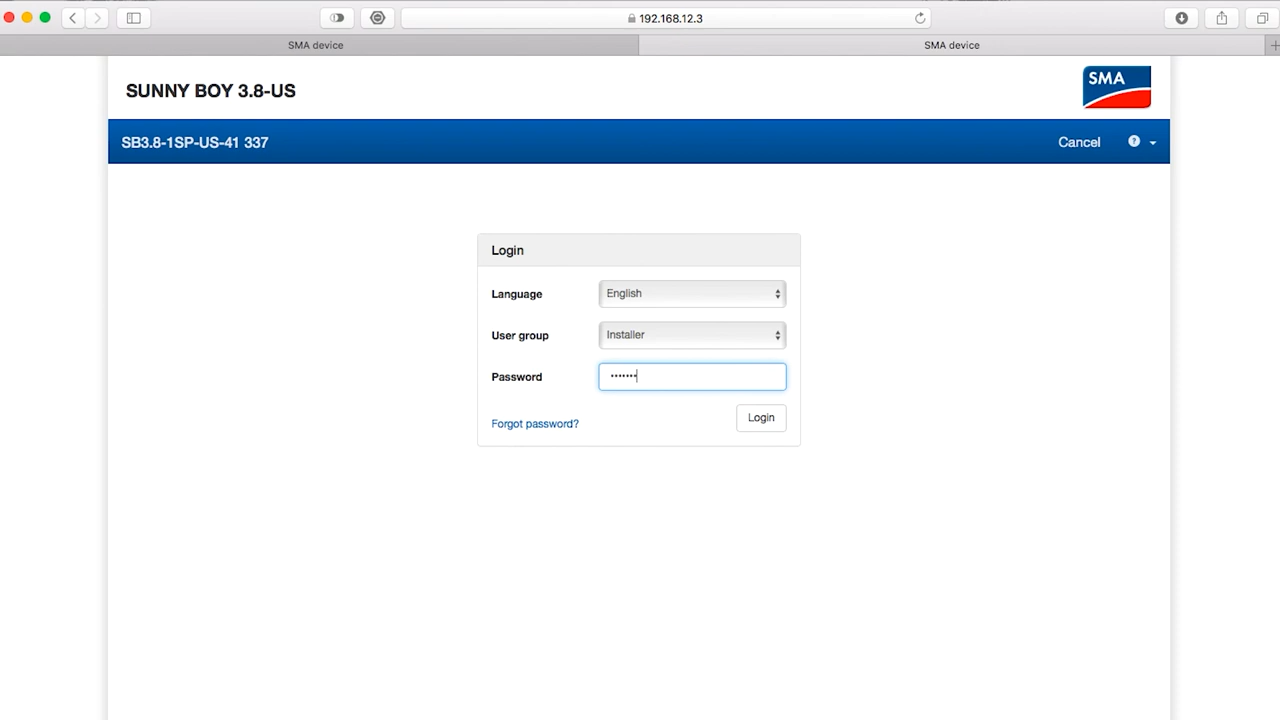 192.168.12.3
SMA device
SMA device
SUNNY BOY 3.8-US
SMA
SB3.8-1SP-US-41 337
Cancel
?
Login
Language
English
User group
Installer
Password
•••••••
Forgot password?
Login